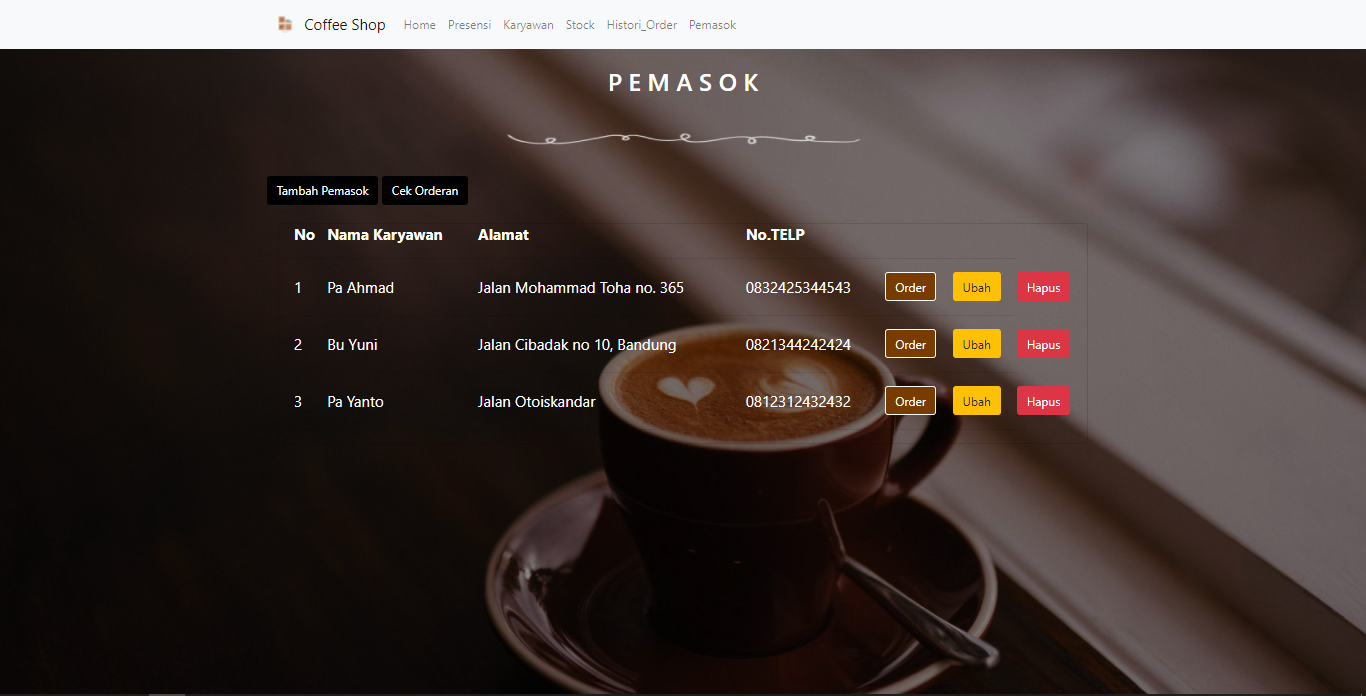 Coffee Shop Home Presensi Karyawan Stock Histori_Order Pemasok
PEMASOK
Tambah Pemasok Cek Orderan
No Nama Karyawan Alamat No.TELP
1 Pa Ahmad Jalan Mohammad Toha no. 365 0832425344543 Order Ubah Hapus
2 Bu Yuni Jalan Cibadak no 10, Bandung 0821344242424 Order Ubah Hapus
3 Pa Yanto Jalan Otoiskandar 0812312432432 Order Ubah Hapus